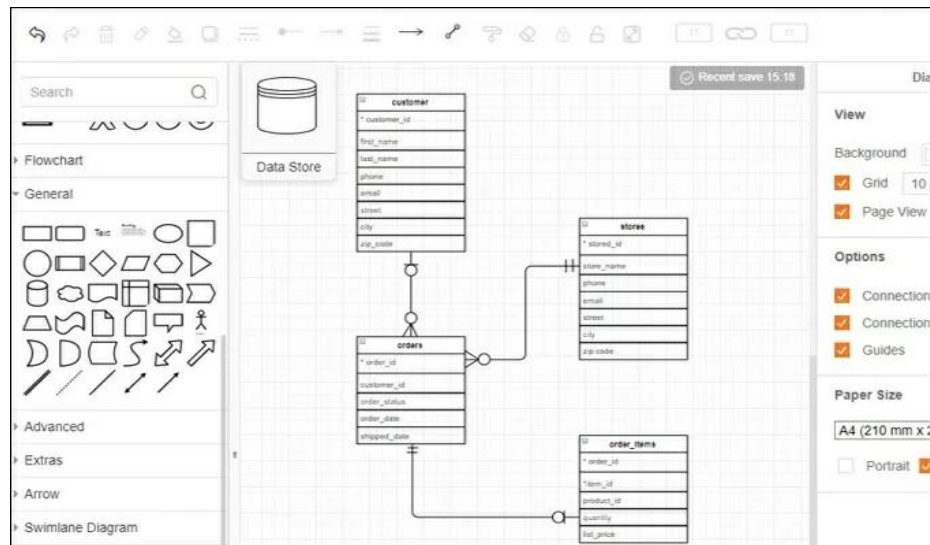 Recent save 15:18
Search
Data Store
Flowchart
General
Text
Advanced
Extras
Arrow
Swimlane Diagram
customer
* customer_id
first_name
last_name
phone
email
street
city
zip_code
orders
* order_id
customer_id
order_status
order_date
shipped_date
stores
* stored_id
store_name
phone
email
street
city
zip code
order_items
* order_id
*item_id
product_id
quantity
list_price
Dia
View
Background
Grid 10
Page View
Options
Connection
Connection
Guides
Paper Size
A4 (210 mm x 2
Portrait